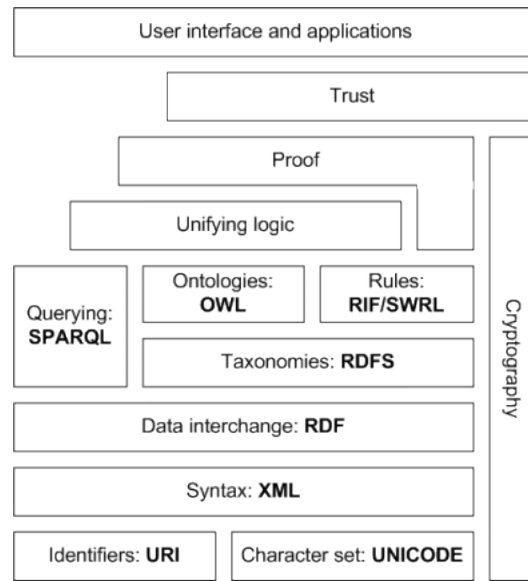 User interface and applications
Trust
Proof
Unifying logic
Ontologies:
OWL
Rules:
RIF/SWRL
Querying:
SPARQL
Taxonomies: RDFS
Cryptography
Data interchange: RDF
Syntax: XML
Identifiers: URI
Character set: UNICODE